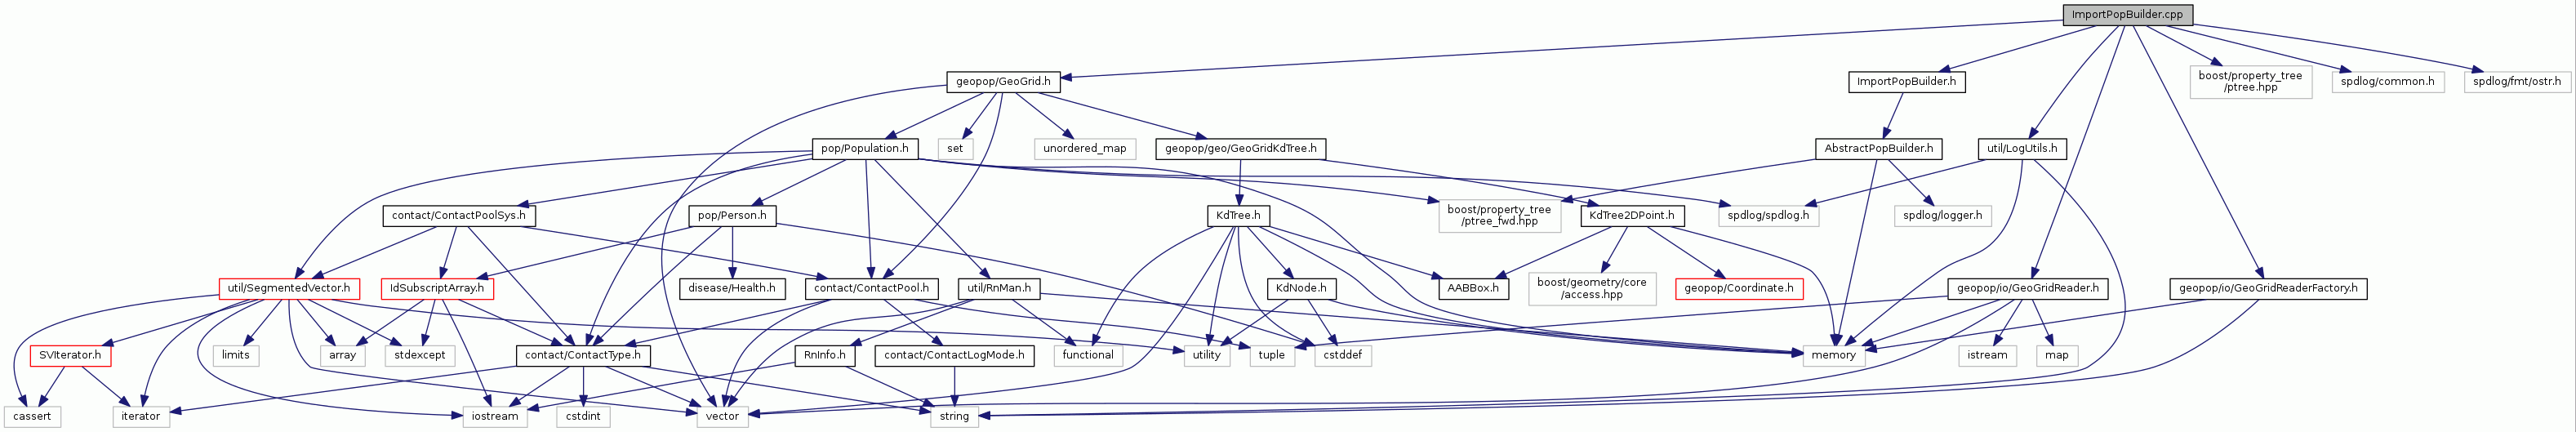 ImportPopBuilder.cpp
geopop/GeoGrid.h
ImportPopBuilder.h
boost/property_tree
/ptree.hpp
spdlog/common.h
spdlog/fmt/ostr.h
pop/Population.h
set
unordered_map
geopop/geo/GeoGridKdTree.h
AbstractPopBuilder.h
util/LogUtils.h
contact/ContactPoolSys.h
pop/Person.h
KdTree.h
boost/property_tree
/ptree_fwd.hpp
KdTree2DPoint.h
spdlog/spdlog.h
spdlog/logger.h
util/SegmentedVector.h
IdSubscriptArray.h
disease/Health.h
contact/ContactPool.h
util/RnMan.h
KdNode.h
AABBox.h
boost/geometry/core
/access.hpp
geopop/Coordinate.h
geopop/io/GeoGridReader.h
geopop/io/GeoGridReaderFactory.h
SVIterator.h
limits
array
stdexcept
contact/ContactType.h
RnInfo.h
contact/ContactLogMode.h
functional
utility
tuple
cstddef
memory
istream
map
cassert
iterator
iostream
cstdint
vector
string